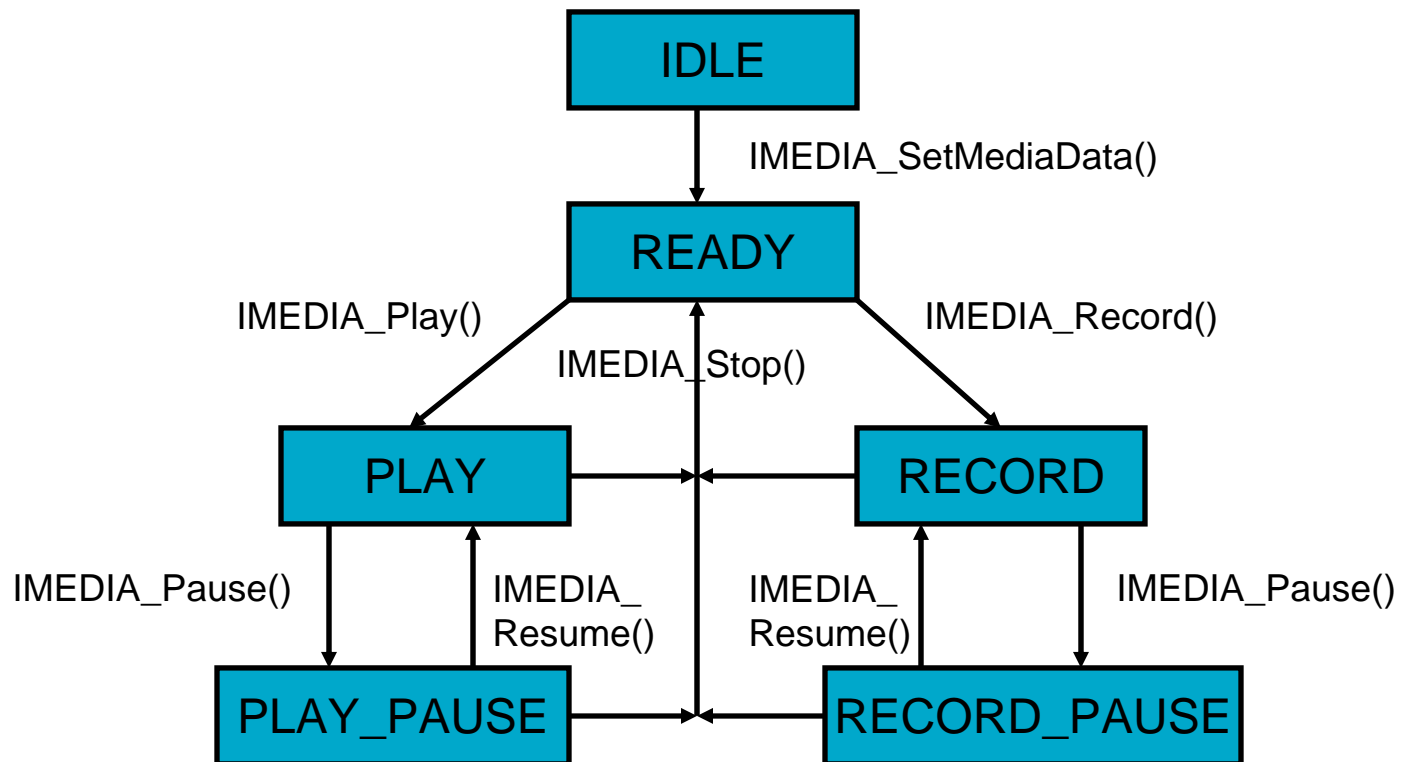 IDLE
IMEDIA_SetMediaData()
READY
IMEDIA_Play()
IMEDIA_Record()
IMEDIA_Stop()
PLAY
RECORD
IMEDIA_Pause()
IMEDIA_
Resume()
IMEDIA_
Resume()
IMEDIA_Pause()
PLAY_PAUSE
RECORD_PAUSE